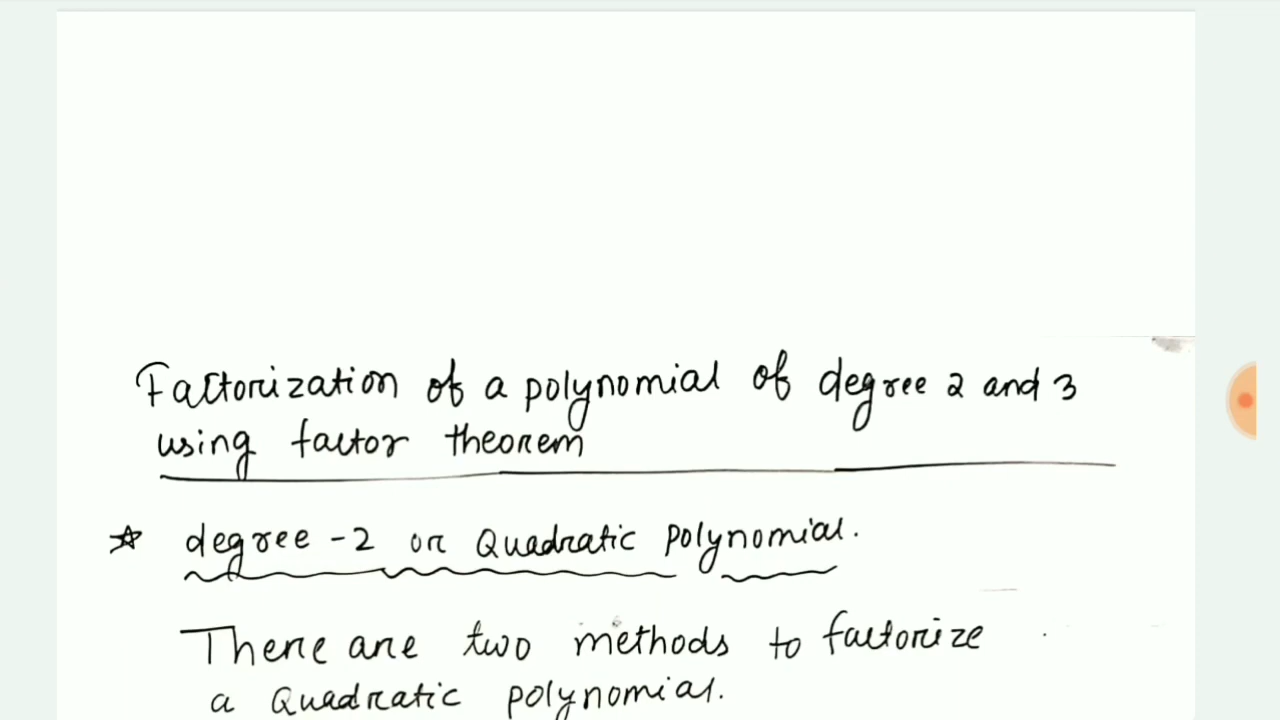 Factorization of a polynomial of degree 2 and 3
using factor theorem
☆ degree -2 or Quadratic polynomial.
There are two methods to factorize
a Quadratic polynomial.